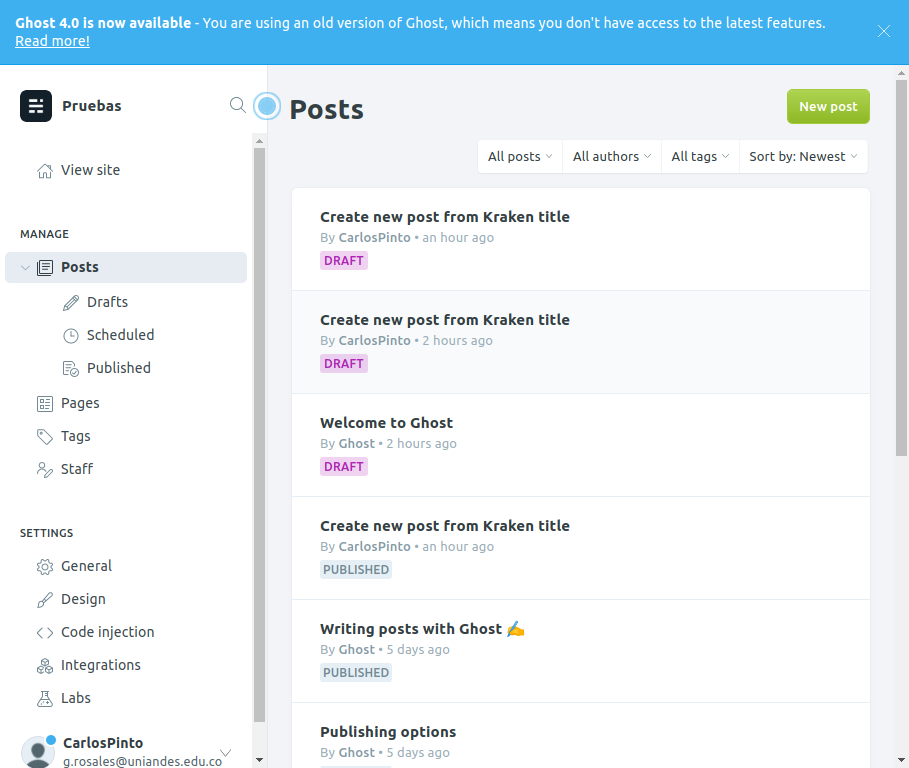 Ghost 4.0 is now available - You are using an old version of Ghost, which means you don't have access to the latest features.
Read more!
Pruebas
View site
MANAGE
Posts
Drafts
Scheduled
Published
Pages
Tags
Staff
SETTINGS
General
Design
Code injection
Integrations
Labs
CarlosPinto
g.rosales@uniandes.edu.co
Posts
New post
All posts
All authors
All tags
Sort by: Newest
Create new post from Kraken title
By CarlosPinto • an hour ago
DRAFT
Create new post from Kraken title
By CarlosPinto • 2 hours ago
DRAFT
Welcome to Ghost
By Ghost • 2 hours ago
DRAFT
Create new post from Kraken title
By CarlosPinto • an hour ago
PUBLISHED
Writing posts with Ghost ✍️
By Ghost • 5 days ago
PUBLISHED
Publishing options
By Ghost • 5 days ago